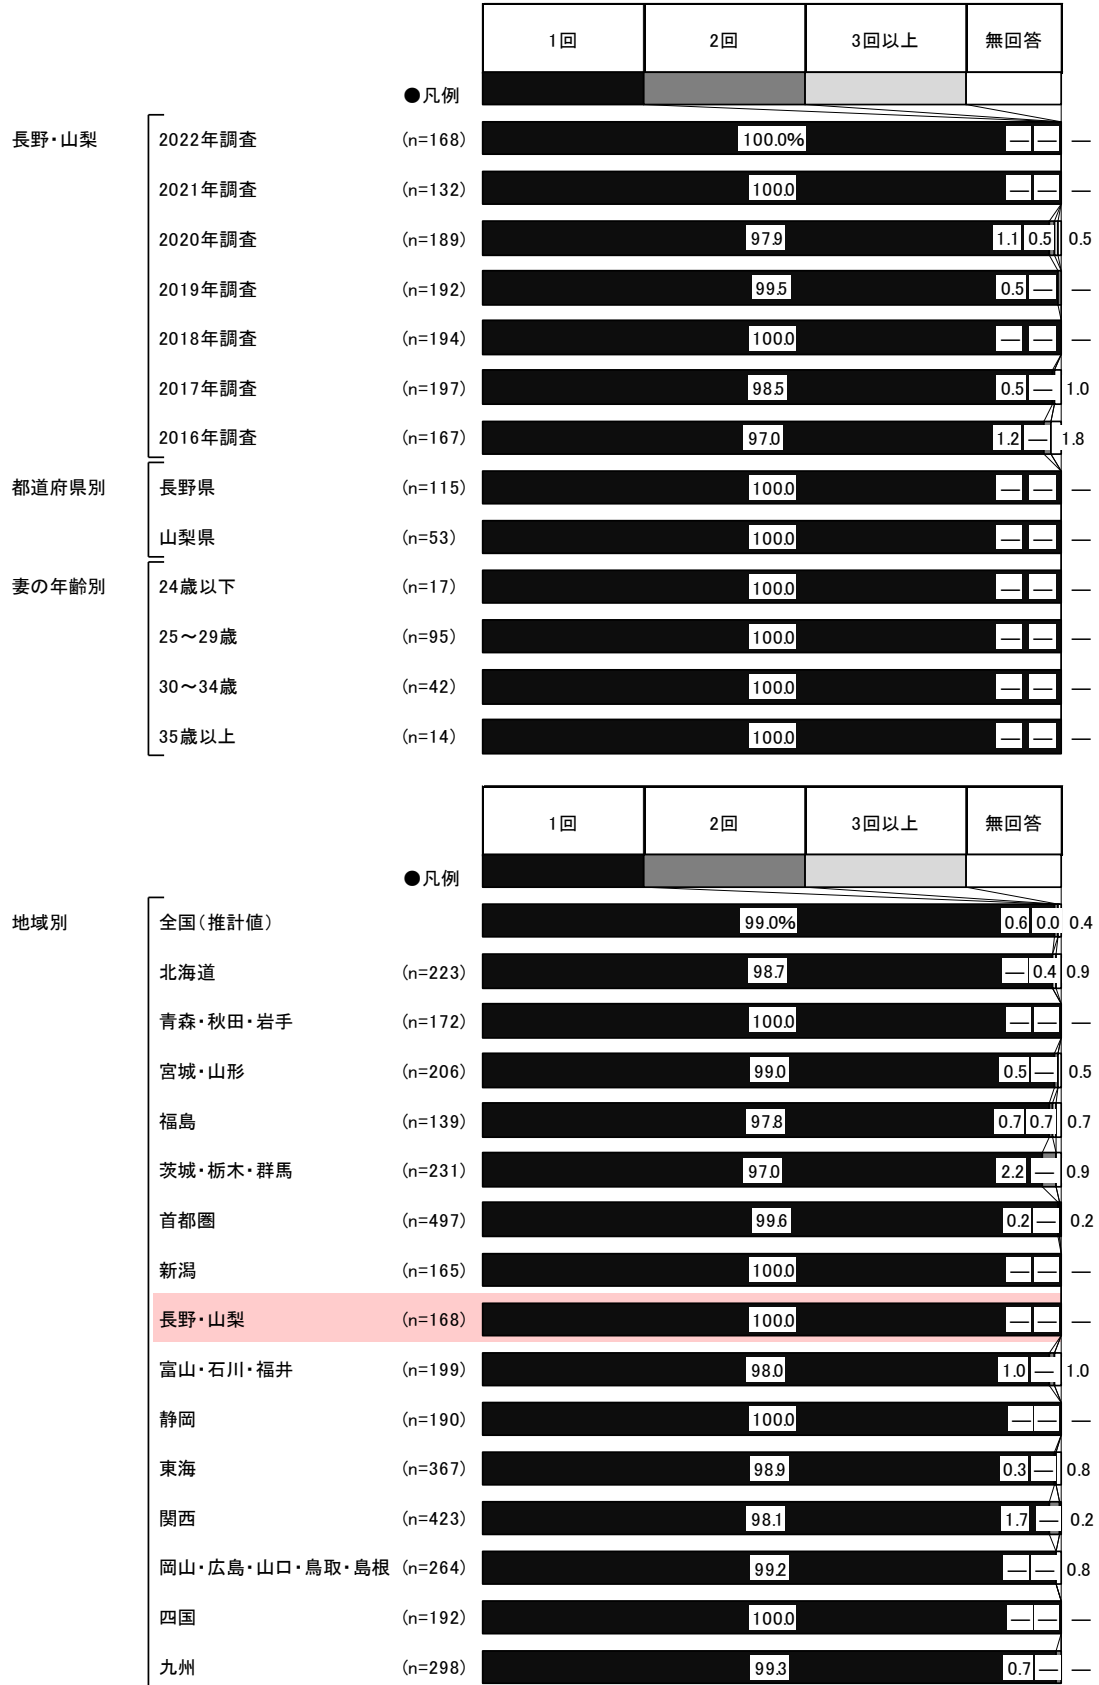 1回 2回 3回以上 無回答
●凡例
長野・山梨 2022年調査 (n=168) 100.0% — — —
2021年調査 (n=132) 100.0 — — —
2020年調査 (n=189) 97.9 1.1 0.5 0.5
2019年調査 (n=192) 99.5 0.5 — —
2018年調査 (n=194) 100.0 — — —
2017年調査 (n=197) 98.5 0.5 — 1.0
2016年調査 (n=167) 97.0 1.2 — 1.8
都道府県別 長野県 (n=115) 100.0 — — —
山梨県 (n=53) 100.0 — — —
妻の年齢別 24歳以下 (n=17) 100.0 — — —
25～29歳 (n=95) 100.0 — — —
30～34歳 (n=42) 100.0 — — —
35歳以上 (n=14) 100.0 — — —
1回 2回 3回以上 無回答
●凡例
地域別 全国(推計値) 99.0% 0.6 0.0 0.4
北海道 (n=223) 98.7 — 0.4 0.9
青森・秋田・岩手 (n=172) 100.0 — — —
宮城・山形 (n=206) 99.0 0.5 — 0.5
福島 (n=139) 97.8 0.7 0.7 0.7
茨城・栃木・群馬 (n=231) 97.0 2.2 — 0.9
首都圏 (n=497) 99.6 0.2 — 0.2
新潟 (n=165) 100.0 — — —
長野・山梨 (n=168) 100.0 — — —
富山・石川・福井 (n=199) 98.0 1.0 — 1.0
静岡 (n=190) 100.0 — — —
東海 (n=367) 98.9 0.3 — 0.8
関西 (n=423) 98.1 1.7 — 0.2
岡山・広島・山口・鳥取・島根 (n=264) 99.2 — — 0.8
四国 (n=192) 100.0 — — —
九州 (n=298) 99.3 0.7 — —